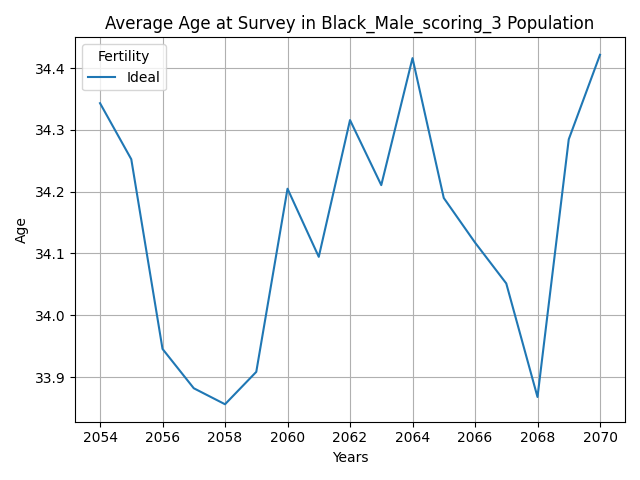 Average Age at Survey in Black_Male_scoring_3 Population
Fertility
Ideal
34.4
34.3
34.2
34.1
34.0
33.9
Age
2054 2056 2058 2060 2062 2064 2066 2068 2070
Years